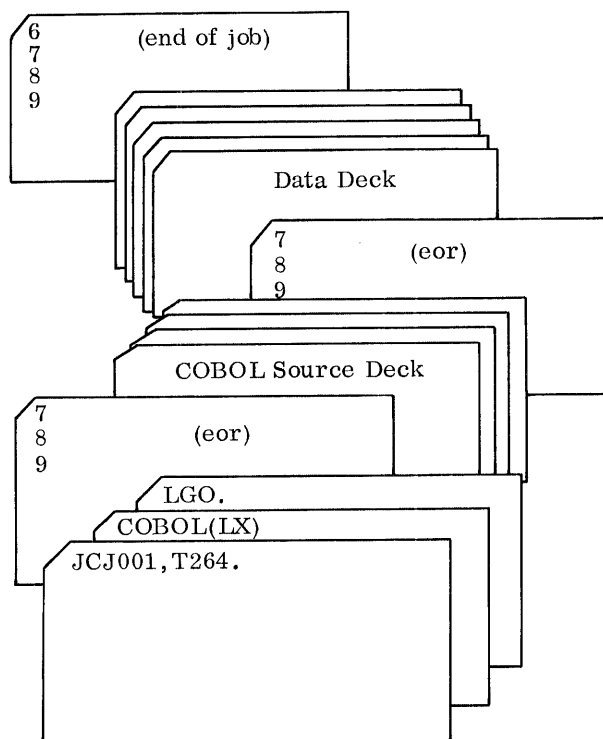 6 (end of job)
7
8
9
Data Deck
7
8 (eor)
9
COBOL Source Deck
7
8 (eor)
9
LGO.
COBOL(LX)
JCJ001,T264.